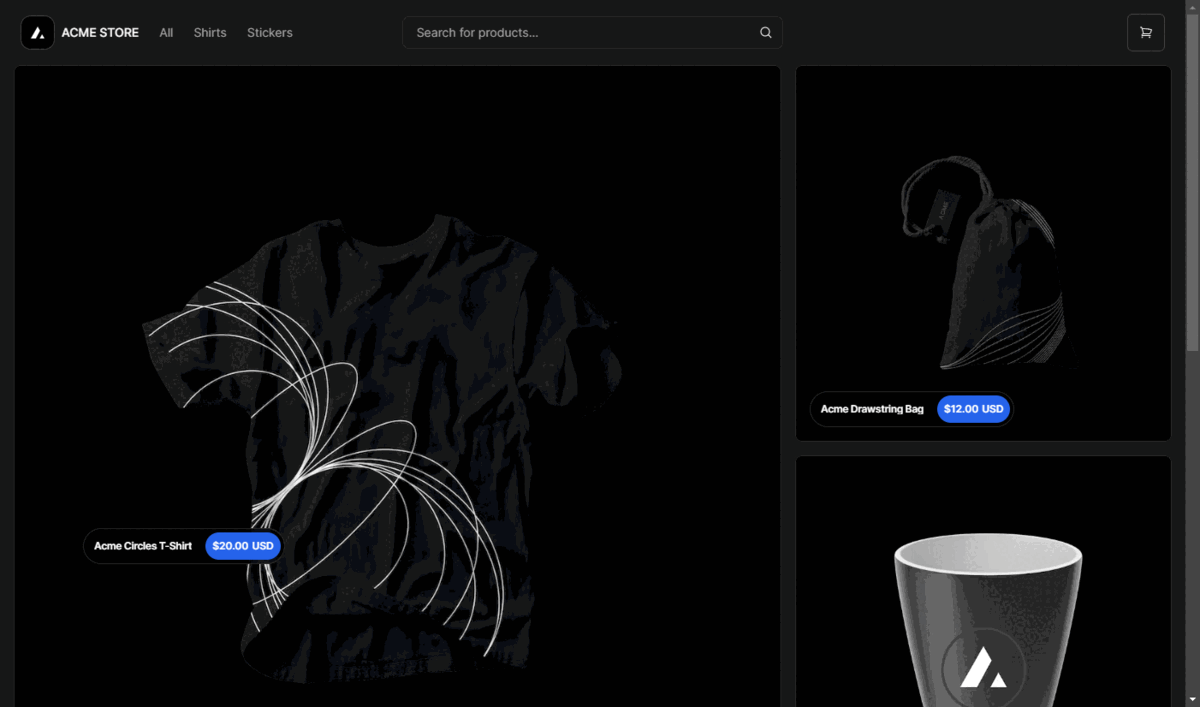 ACME STORE
All
Shirts
Stickers
Search for products...
Acme Circles T-Shirt
$20.00 USD
Acme Drawstring Bag
$12.00 USD